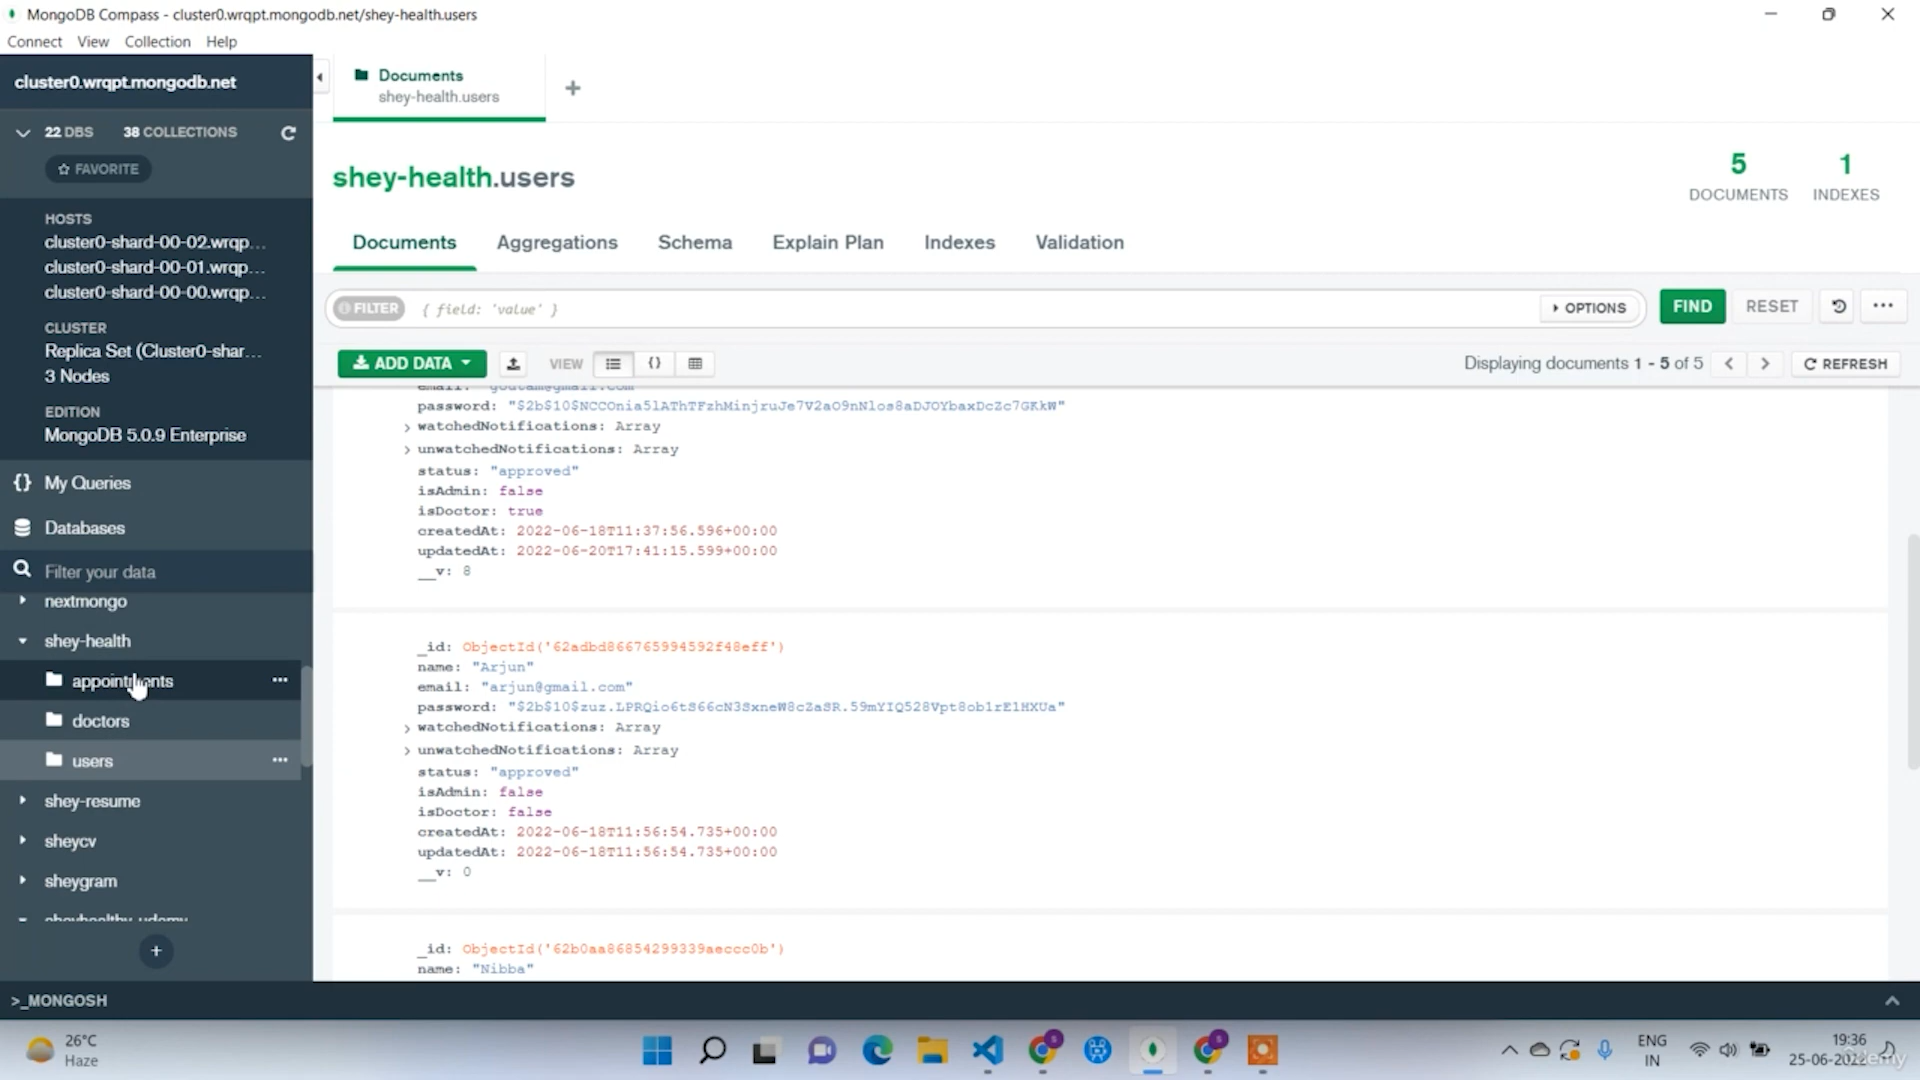 MongoDB Compass - cluster0.wrqpt.mongodb.net/shey-health.users
Connect View Collection Help
cluster0.wrqpt.mongodb.net
22 DBS 38 COLLECTIONS
FAVORITE
HOSTS
cluster0-shard-00-02.wrqp...
cluster0-shard-00-01.wrqp...
cluster0-shard-00-00.wrqp...
CLUSTER
Replica Set (Cluster0-shar...
3 Nodes
EDITION
MongoDB 5.0.9 Enterprise
{} My Queries
Databases
Filter your data
nextmongo
shey-health
appointments ...
doctors
users ...
shey-resume
sheycv
sheygram
sheyhealthy-udemy
+
Documents
shey-health.users
+
shey-health.users
5
DOCUMENTS
1
INDEXES
Documents Aggregations Schema Explain Plan Indexes Validation
FILTER { field: 'value' } OPTIONS FIND RESET ...
ADD DATA VIEW {} Displaying documents 1 - 5 of 5 < > REFRESH
email: "goutam@gmail.com"
password: "$2b$10$NCCOnia5lAThTFzhMinjruJe7V2aO9nNlos8aDJOYbaxDcZc7GKkW"
> watchedNotifications: Array
> unwatchedNotifications: Array
status: "approved"
isAdmin: false
isDoctor: true
createdAt: 2022-06-18T11:37:56.596+00:00
updatedAt: 2022-06-20T17:41:15.599+00:00
__v: 8
_id: ObjectId('62adbd866765994592f48eff')
name: "Arjun"
email: "arjun@gmail.com"
password: "$2b$10$zuz.LPRQio6tS66cN3SxneW8cZaSR.59mYIQ528Vpt8ob1rE1HXUa"
> watchedNotifications: Array
> unwatchedNotifications: Array
status: "approved"
isAdmin: false
isDoctor: false
createdAt: 2022-06-18T11:56:54.735+00:00
updatedAt: 2022-06-18T11:56:54.735+00:00
__v: 0
_id: ObjectId('62b0aa86854299339aeccc0b')
name: "Nibba"
>_MONGOSH
26°C
Haze
ENG
IN
19:36
25-06-2022
Udemy